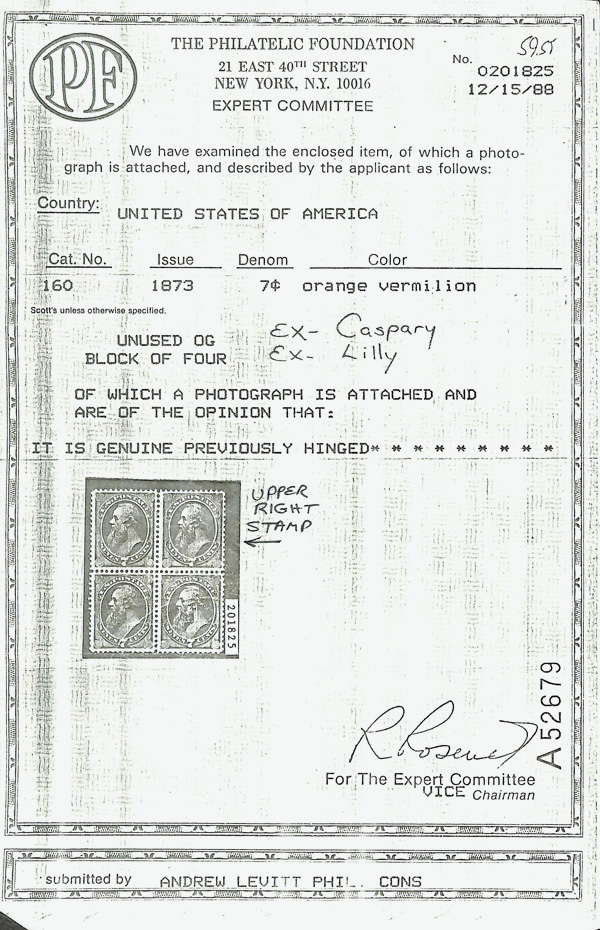 PF
THE PHILATELIC FOUNDATION
21 EAST 40TH STREET
NEW YORK, N.Y. 10016
EXPERT COMMITTEE
5955
No.
0201825
12/15/88
We have examined the enclosed item, of which a photo-
graph is attached, and described by the applicant as follows:
Country: UNITED STATES OF AMERICA
Cat. No. Issue Denom Color
160 1873 7¢ orange vermilion
Scott's unless otherwise specified.
UNUSED OG
BLOCK OF FOUR
Ex- Caspary
Ex- Lilly
OF WHICH A PHOTOGRAPH IS ATTACHED AND
ARE OF THE OPINION THAT:
IT IS GENUINE PREVIOUSLY HINGED* * * * * * * * *
UPPER
RIGHT
STAMP
201825
A52679
For The Expert Committee
VICE Chairman
submitted by ANDREW LEVITT PHIL. CONS